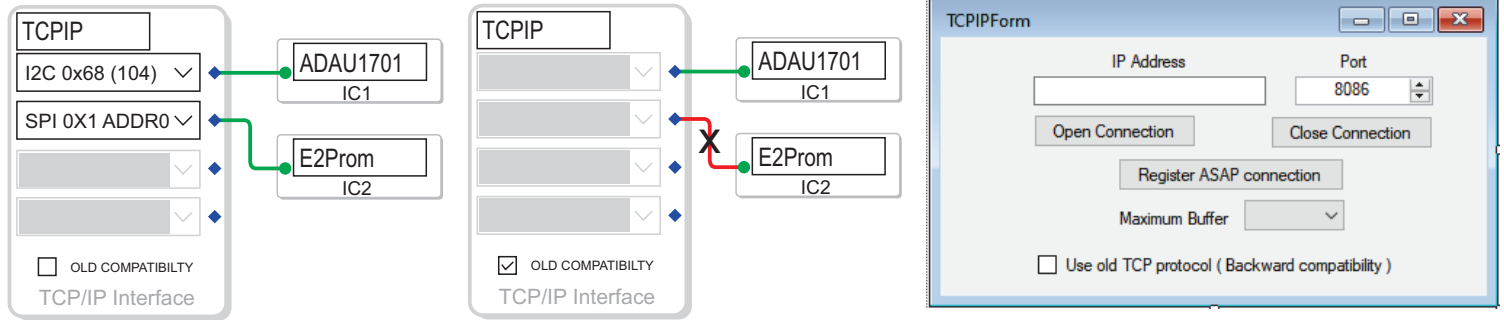 TCPIP
I2C 0x68 (104)
SPI 0X1 ADDR0
OLD COMPATIBILTY
TCP/IP Interface
ADAU1701
IC1
E2Prom
IC2
TCPIP
OLD COMPATIBILTY
TCP/IP Interface
X
ADAU1701
IC1
E2Prom
IC2
TCPIPForm
IP Address Port
8086
Open Connection Close Connection
Register ASAP connection
Maximum Buffer
Use old TCP protocol ( Backward compatibility )